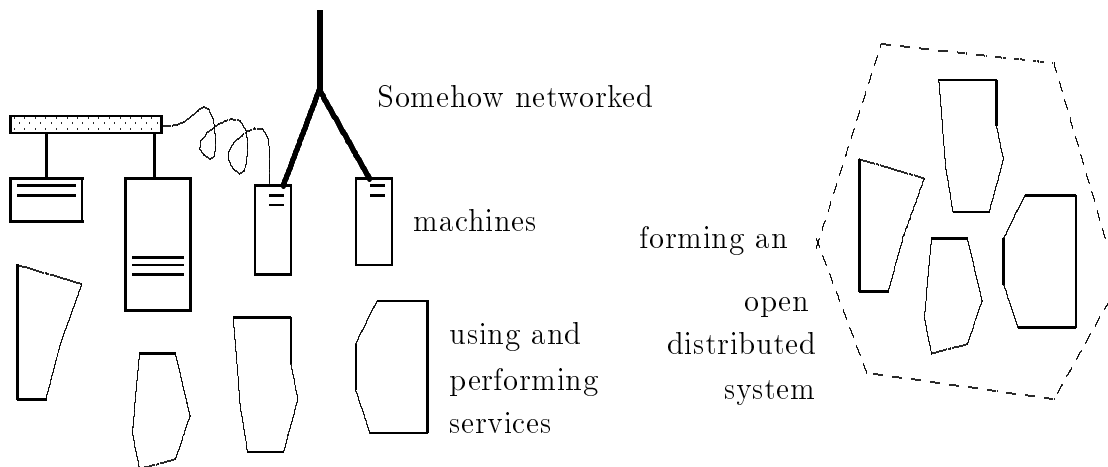 Somehow networked
machines
using and
performing
services
forming an
open
distributed
system